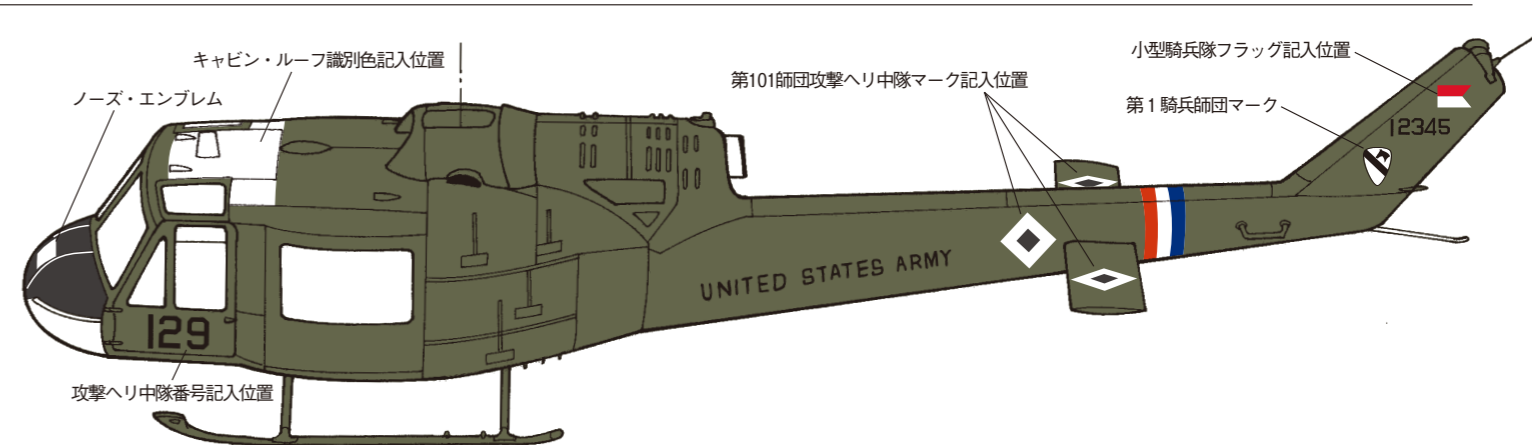 キャビン・ルーフ識別色記入位置
ノーズ・エンブレム
第101師団攻撃ヘリ中隊マーク記入位置
小型騎兵隊フラッグ記入位置
第1騎兵師団マーク
12345
UNITED STATES ARMY
129
攻撃ヘリ中隊番号記入位置